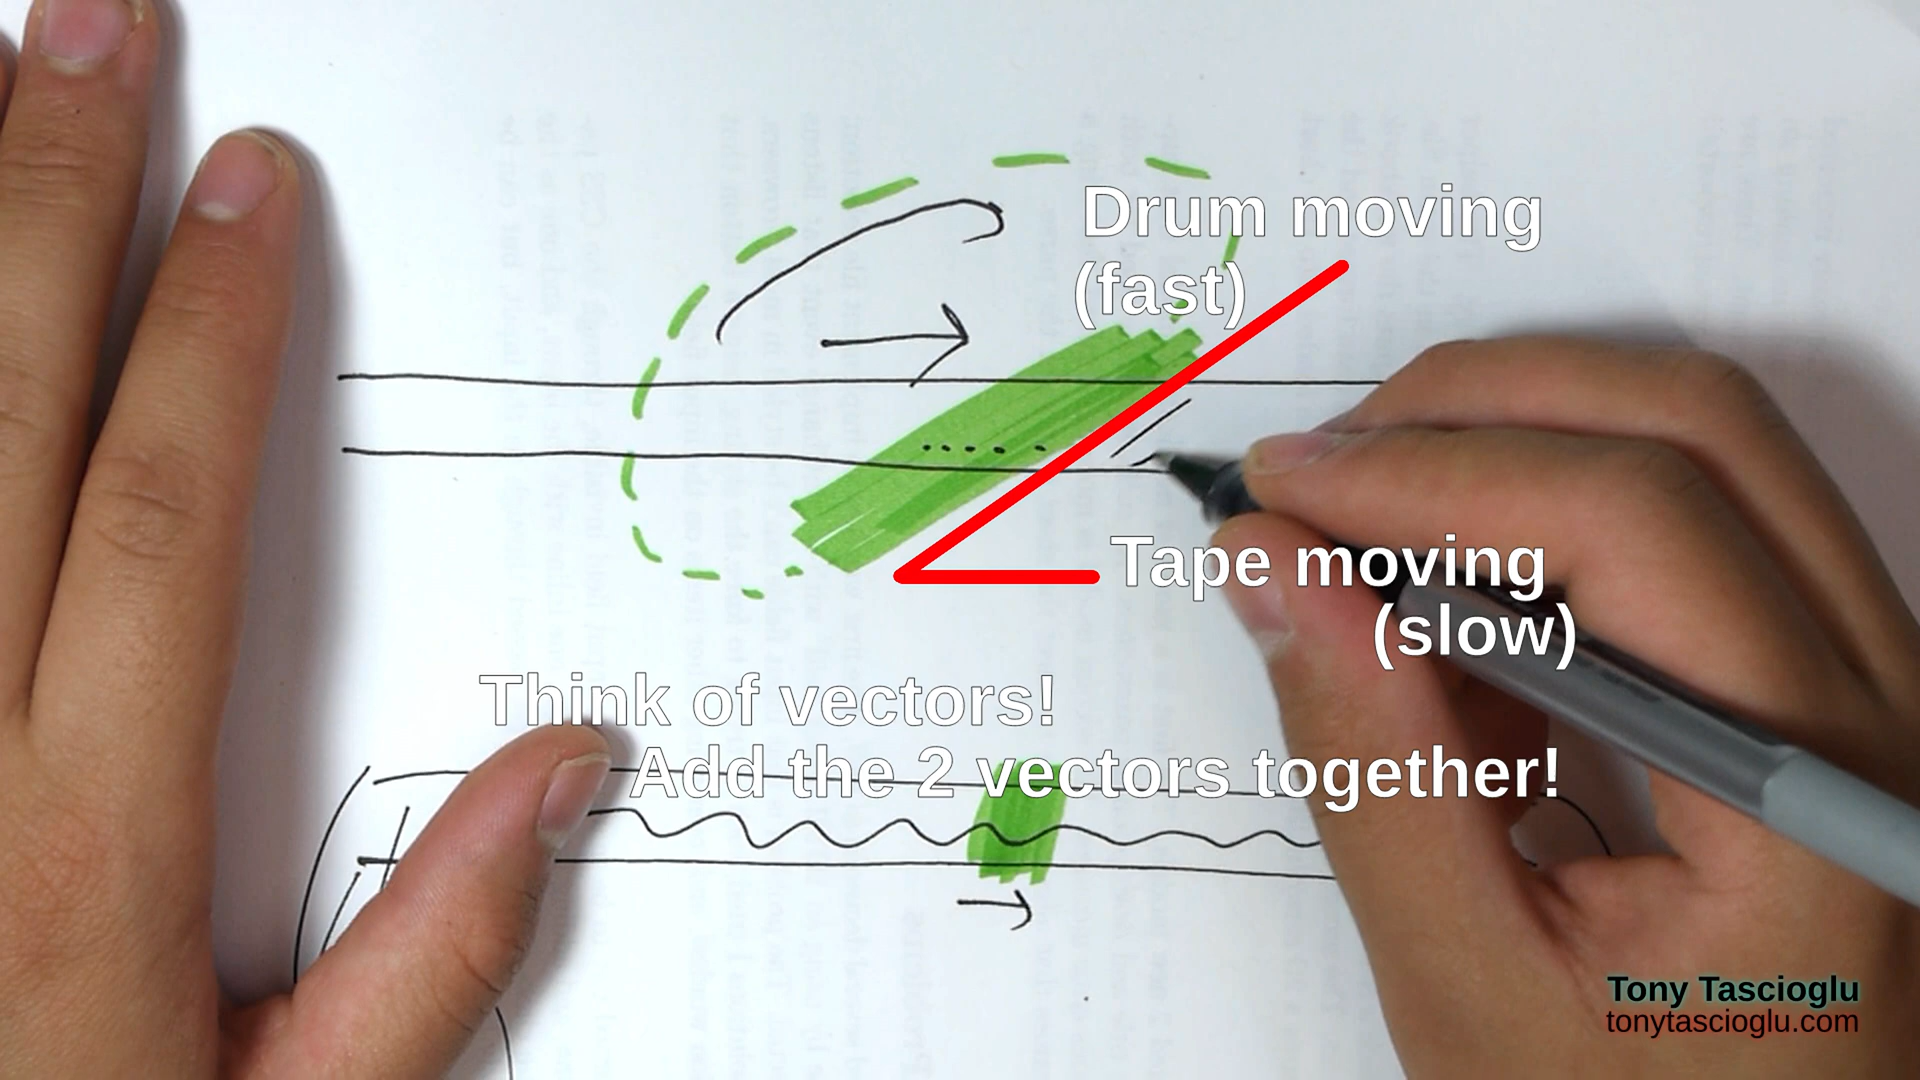 Drum moving
(fast)
Tape moving
(slow)
Think of vectors!
Add the 2 vectors together!
Tony Tascioglu
tonytascioglu.com